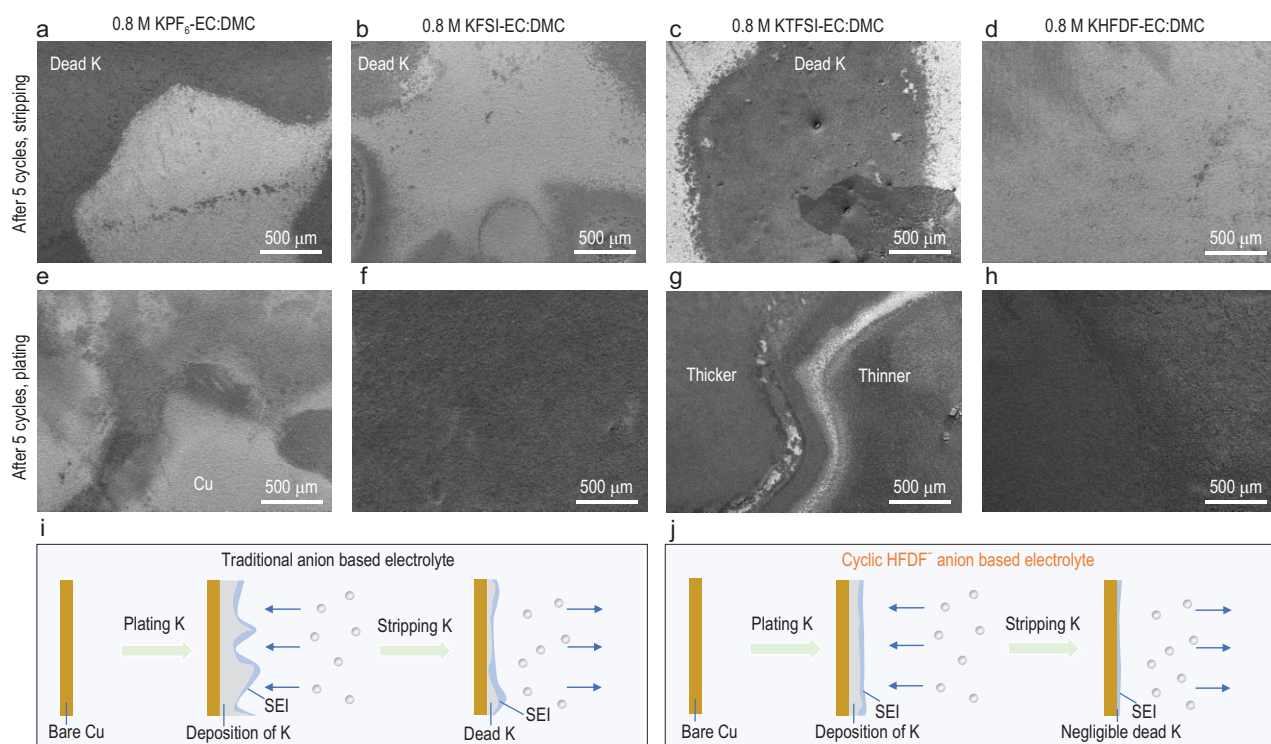 a
0.8 M KPF₆-EC:DMC
b
0.8 M KFSI-EC:DMC
c
0.8 M KTFSI-EC:DMC
d
0.8 M KHFDF-EC:DMC
After 5 cycles, stripping
Dead K
500 μm
Dead K
500 μm
Dead K
500 μm
500 μm
e
f
g
h
After 5 cycles, plating
Cu
500 μm
500 μm
Thicker
Thinner
500 μm
500 μm
i
Traditional anion based electrolyte
Plating K
Stripping K
SEI
SEI
Bare Cu
Deposition of K
Dead K
j
Cyclic HFDF⁻ anion based electrolyte
Plating K
Stripping K
SEI
SEI
Bare Cu
Deposition of K
Negligible dead K